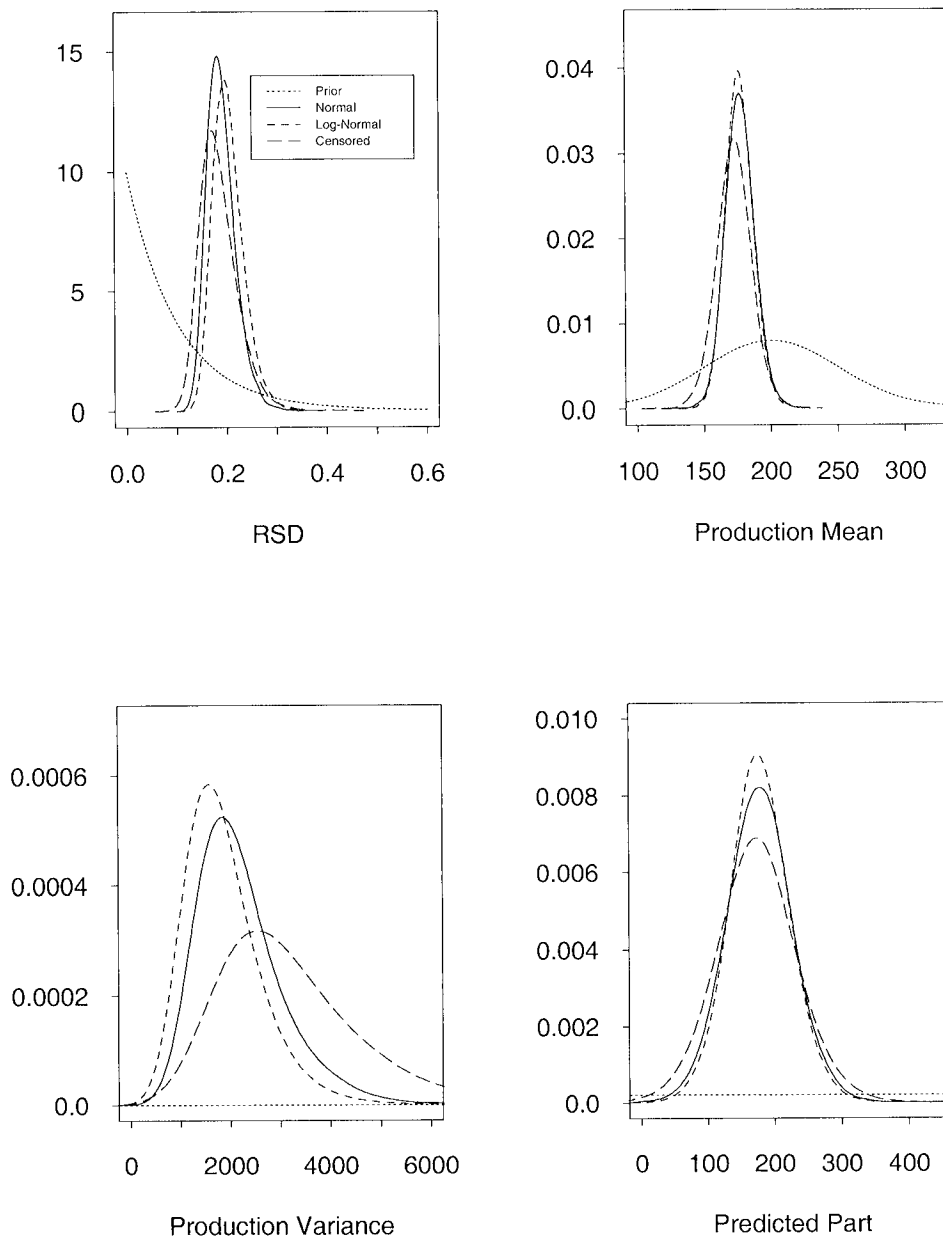 15
10
5
0
Prior
Normal
Log-Normal
Censored
0.0 0.2 0.4 0.6
RSD
0.04
0.03
0.02
0.01
0.0
100 150 200 250 300
Production Mean
0.0006
0.0004
0.0002
0.0
0 2000 4000 6000
Production Variance
0.010
0.008
0.006
0.004
0.002
0.0
0 100 200 300 400
Predicted Part